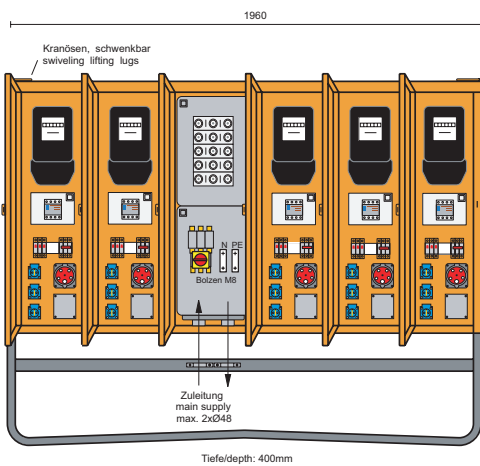 1960
Kranösen, schwenkbar
swiveling lifting lugs
N PE
Bolzen M8
Zuleitung
main supply
max. 2xØ48
Tiefe/depth: 400mm